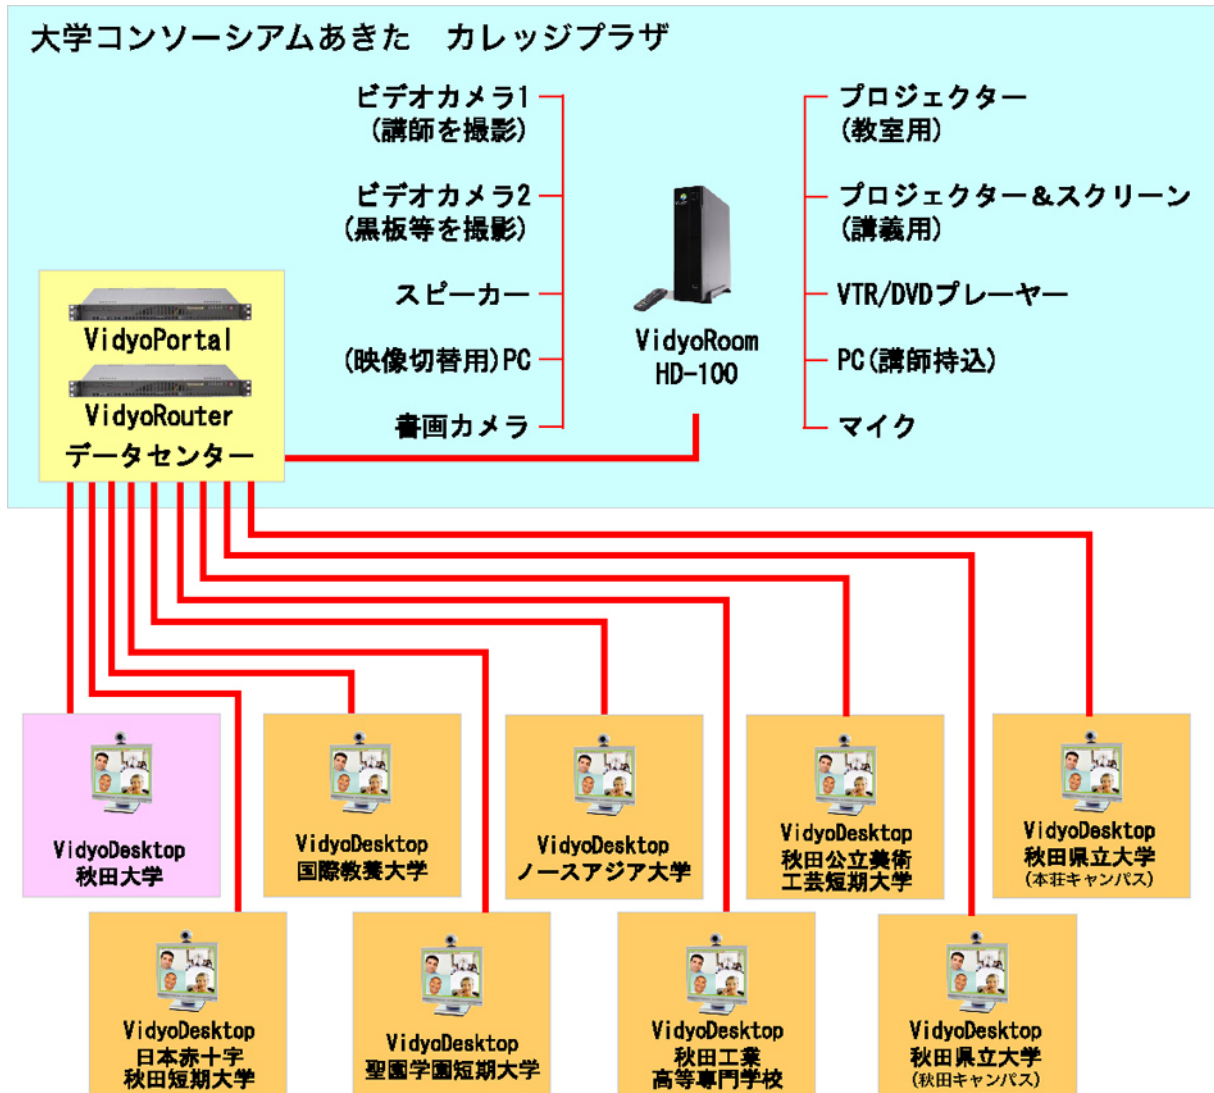 大学コンソーシアムあきた　カレッジプラザ
ビデオカメラ1
(講師を撮影)
ビデオカメラ2
(黒板等を撮影)
スピーカー
(映像切替用)PC
書画カメラ
VidyoRoom
HD-100
プロジェクター
(教室用)
プロジェクター＆スクリーン
(講義用)
VTR/DVDプレーヤー
PC(講師持込)
マイク
VidyoPortal
VidyoRouter
データセンター
VidyoDesktop
秋田大学
VidyoDesktop
国際教養大学
VidyoDesktop
ノースアジア大学
VidyoDesktop
秋田公立美術
工芸短期大学
VidyoDesktop
秋田県立大学
(本荘キャンパス)
VidyoDesktop
日本赤十字
秋田短期大学
VidyoDesktop
聖園学園短期大学
VidyoDesktop
秋田工業
高等専門学校
VidyoDesktop
秋田県立大学
(秋田キャンパス)